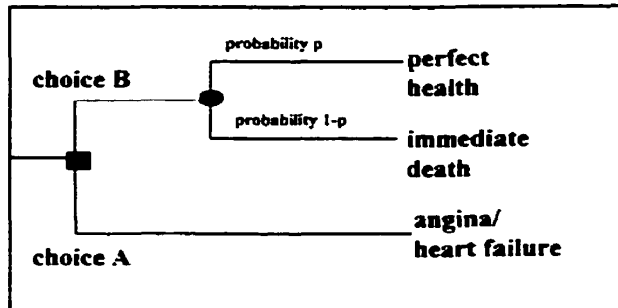 probability p
perfect
health
choice B
probability 1-p
immediate
death
angina/
heart failure
choice A